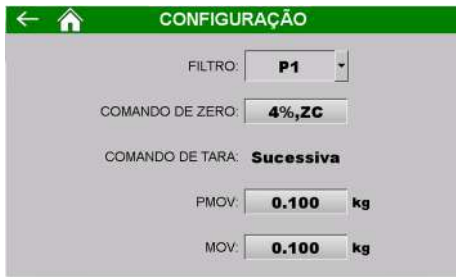 CONFIGURAÇÃO
FILTRO: P1
COMANDO DE ZERO: 4%,ZC
COMANDO DE TARA: Sucessiva
PMOV: 0.100 kg
MOV: 0.100 kg